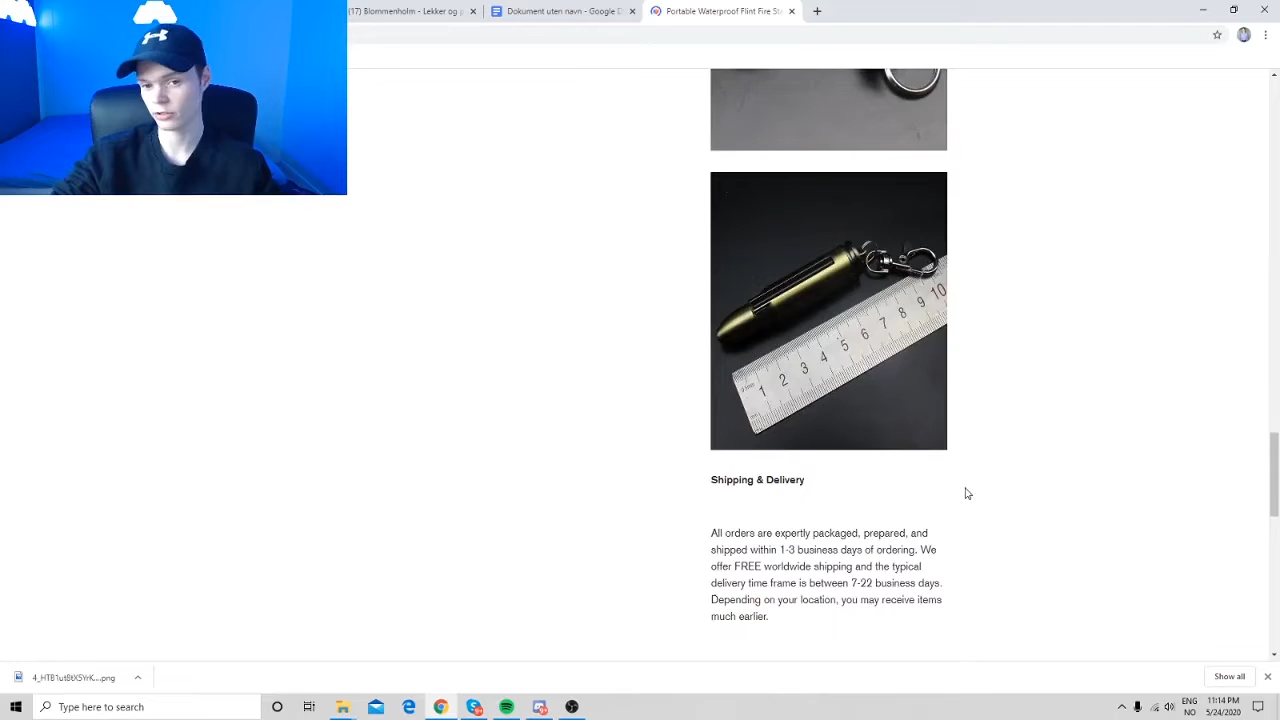 (17) Blommenholm - Lekker og p
Dokument uten navn - Google D
Portable Waterproof Flint Fire St
1 2 3 4 5 6 7 8 9 10
Shipping & Delivery
All orders are expertly packaged, prepared, and
shipped within 1-3 business days of ordering. We
offer FREE worldwide shipping and the typical
delivery time frame is between 7-22 business days.
Depending on your location, you may receive items
much earlier.
4_HTB1ut8tX5YrK....png
Show all
Type here to search
ENG
NO
11:14 PM
5/24/2020